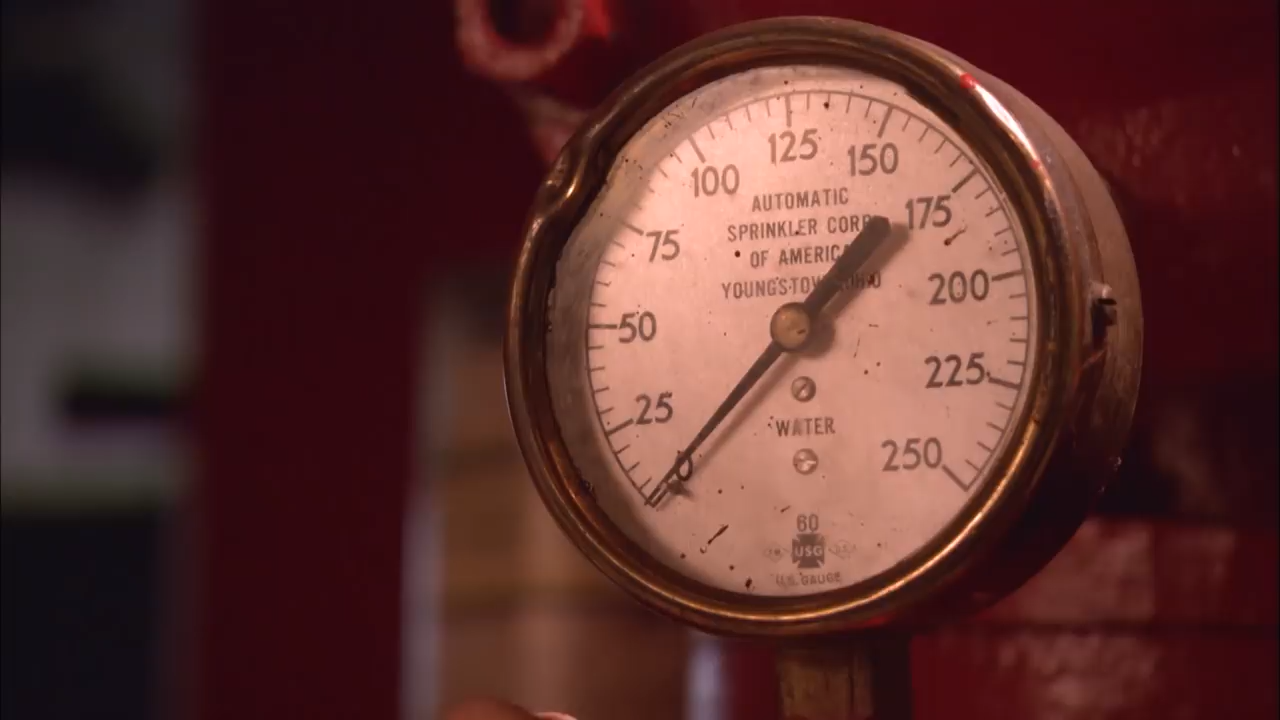 125
100
150
AUTOMATIC
175
SPRINKLER CORP
75
OF AMERICA
YOUNGSTOWN OHIO
200
50
225
25
WATER
250
0
60
USG
U.S. GAUGE